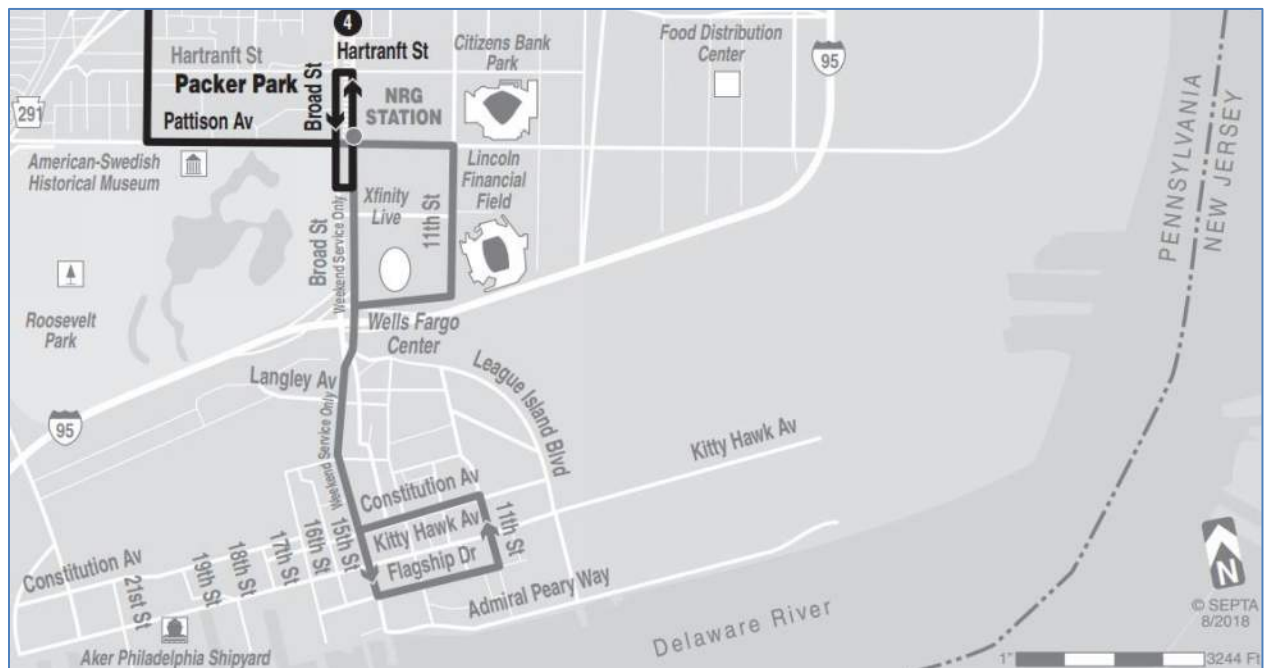 4
Hartranft St
Hartranft St
Packer Park
Broad St
NRG
STATION
Citizens Bank
Park
Food Distribution
Center
95
291
Pattison Av
American-Swedish
Historical Museum
Lincoln
Financial
Field
Xfinity
Live
11th St
Broad St
Weekend Service Only
PENNSYLVANIA
NEW JERSEY
Roosevelt
Park
Wells Fargo
Center
Langley Av
League Island Blvd
95
Weekend Service Only
Kitty Hawk Av
Constitution Av
Kitty Hawk Av
Flagship Dr
11th St
15th St
16th St
17th St
18th St
19th St
21st St
Constitution Av
Admiral Peary Way
Aker Philadelphia Shipyard
Delaware River
N
© SEPTA
8/2018
1" 3244 Ft